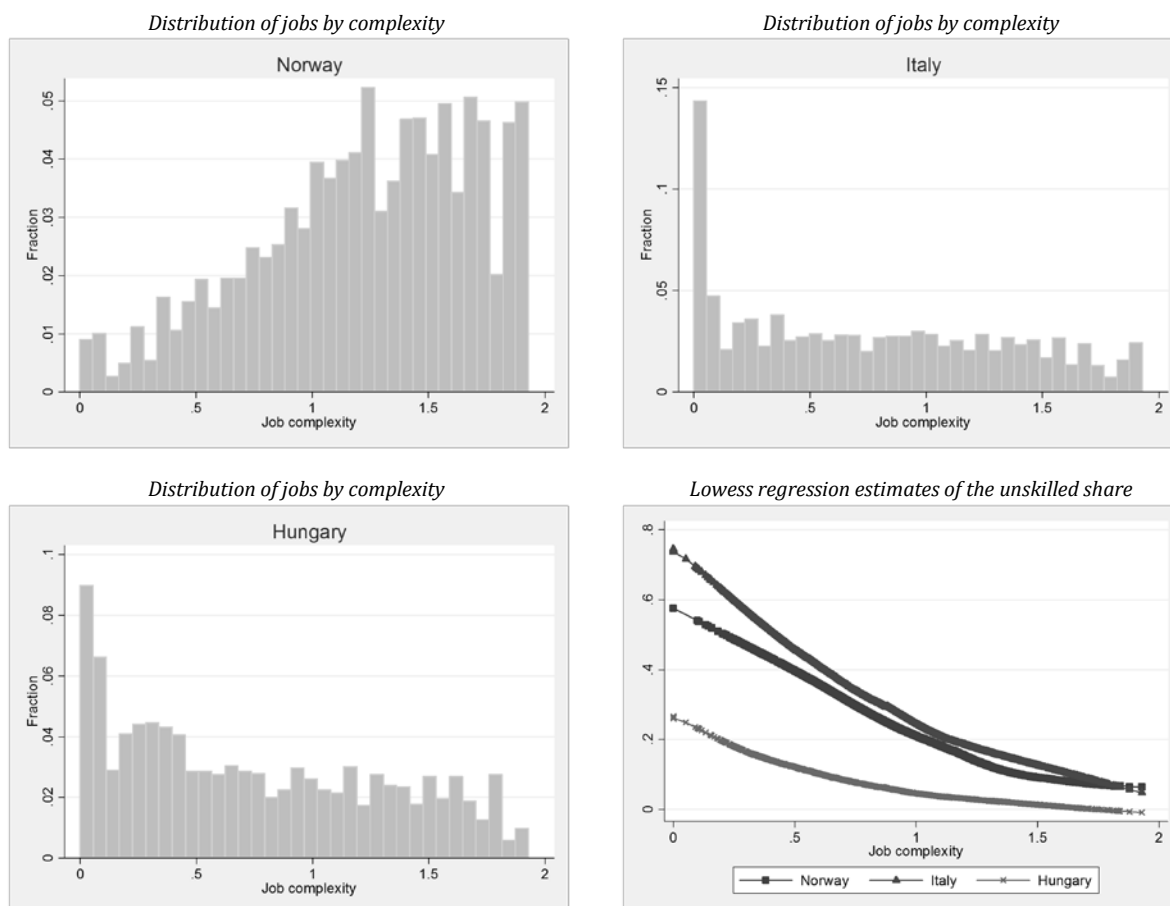 Distribution of jobs by complexity
Norway
Fraction
0 .01 .02 .03 .04 .05
0 .5 1 1.5 2
Job complexity
Distribution of jobs by complexity
Italy
Fraction
0 .05 .1 .15
0 .5 1 1.5 2
Job complexity
Distribution of jobs by complexity
Hungary
Fraction
0 .02 .04 .06 .08 .1
0 .5 1 1.5 2
Job complexity
Lowess regression estimates of the unskilled share
.8
.6
.4
.2
0
0 .5 1 1.5 2
Job complexity
Norway Italy Hungary